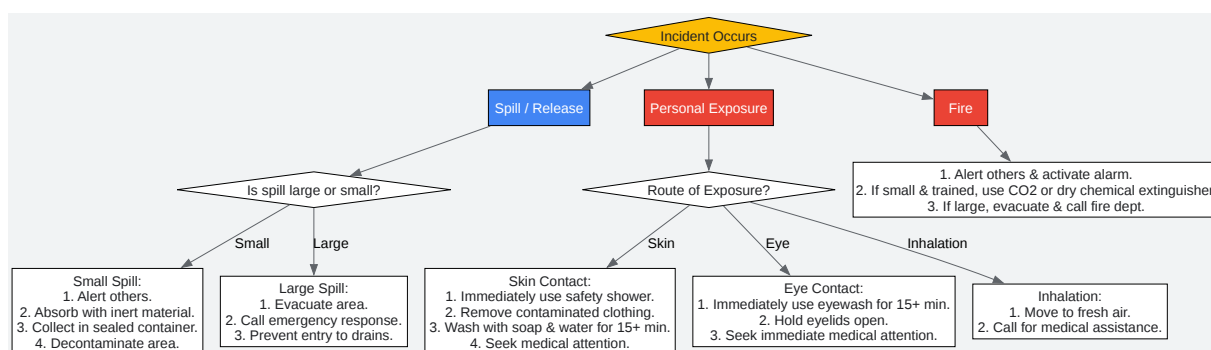 Incident Occurs
Spill / Release
Personal Exposure
Fire
1. Alert others & activate alarm.
2. If small & trained, use CO2 or dry chemical extinguisher
3. If large, evacuate & call fire dept.
Is spill large or small?
Route of Exposure?
Small
Large
Skin
Eye
Inhalation
Small Spill:
1. Alert others.
2. Absorb with inert material.
3. Collect in sealed container.
4. Decontaminate area.
Large Spill:
1. Evacuate area.
2. Call emergency response.
3. Prevent entry to drains.
Skin Contact:
1. Immediately use safety shower.
2. Remove contaminated clothing.
3. Wash with soap & water for 15+ min.
4. Seek medical attention.
Eye Contact:
1. Immediately use eyewash for 15+ min.
2. Hold eyelids open.
3. Seek immediate medical attention.
Inhalation:
1. Move to fresh air.
2. Call for medical assistance.